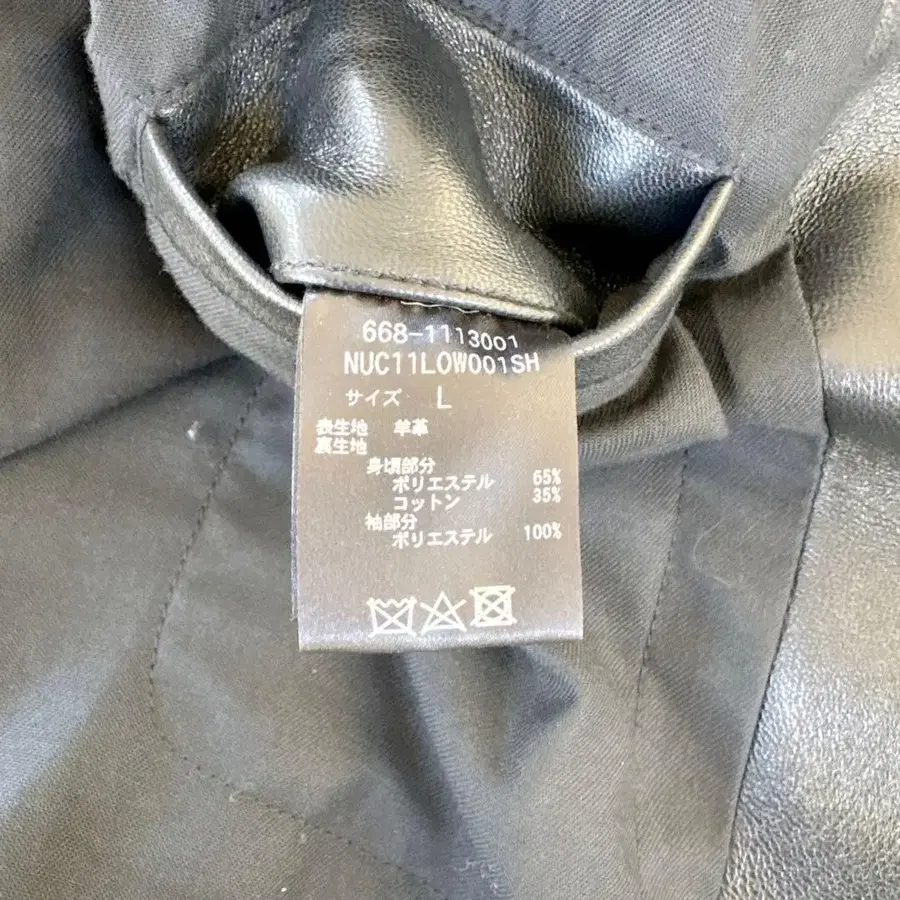 668-1113001
NUC11LOW001SH
サイズ L
表生地 羊革
裏生地
身頃部分
ポリエステル 65%
コットン 35%
袖部分
ポリエステル 100%